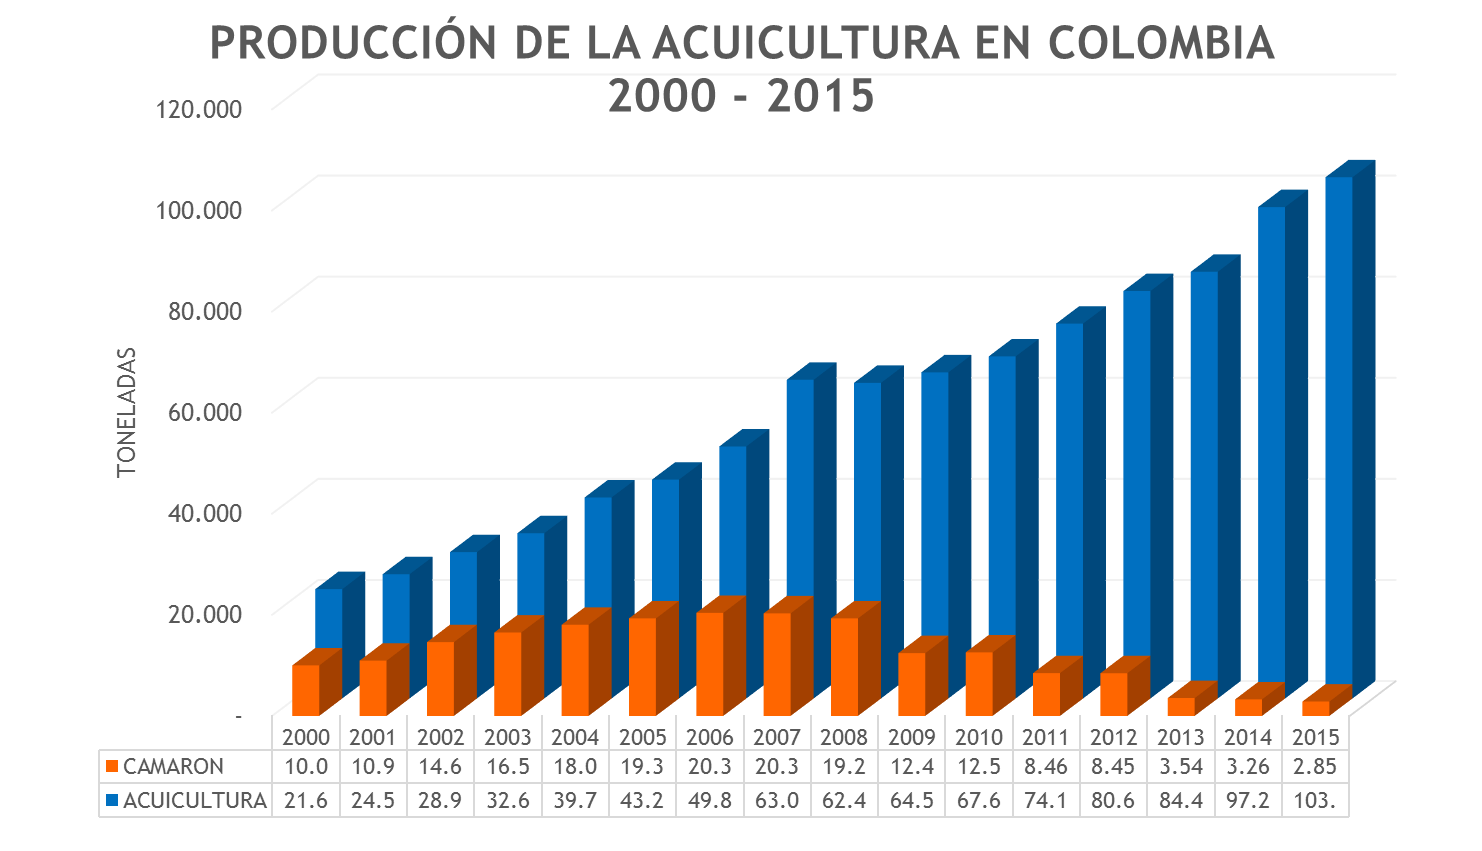 PRODUCCIÓN DE LA ACUICULTURA EN COLOMBIA
2000 - 2015
120.000
100.000
80.000
60.000
40.000
20.000
-
TONELADAS
2000 2001 2002 2003 2004 2005 2006 2007 2008 2009 2010 2011 2012 2013 2014 2015
CAMARON 10.0 10.9 14.6 16.5 18.0 19.3 20.3 20.3 19.2 12.4 12.5 8.46 8.45 3.54 3.26 2.85
ACUICULTURA 21.6 24.5 28.9 32.6 39.7 43.2 49.8 63.0 62.4 64.5 67.6 74.1 80.6 84.4 97.2 103.